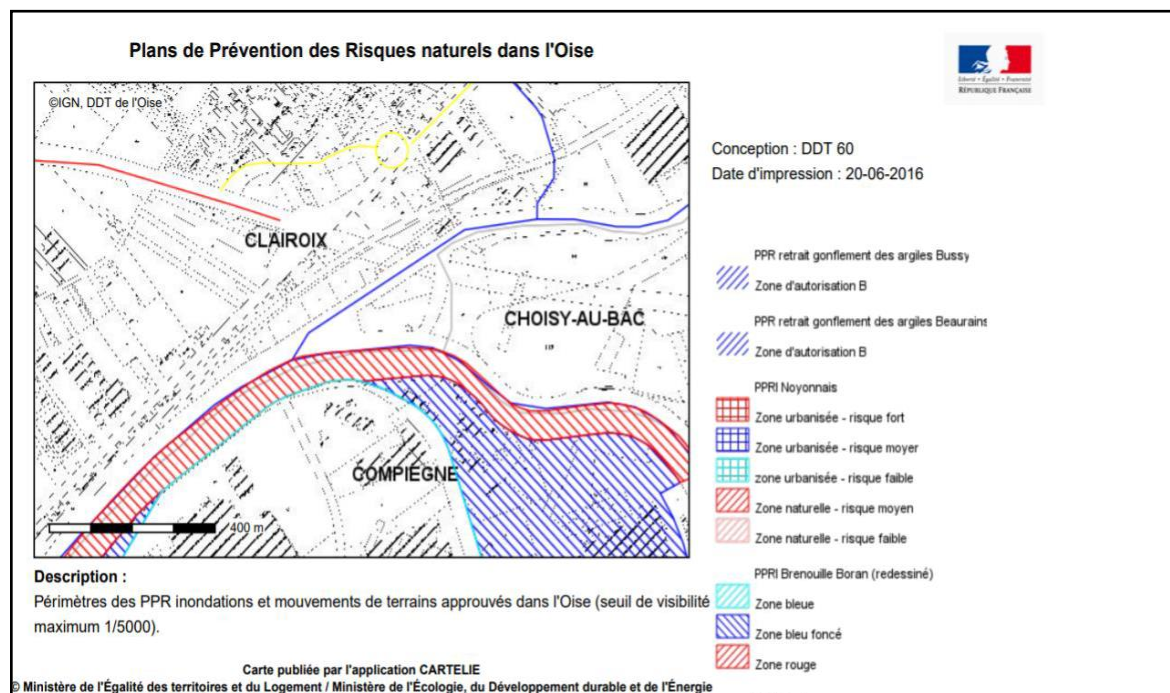 Plans de Prévention des Risques naturels dans l'Oise
©IGN, DDT de l'Oise
CLAIROIX
CHOISY-AU-BAC
COMPIEGNE
400 m
Liberté • Égalité • Fraternité
RÉPUBLIQUE FRANÇAISE
Conception : DDT 60
Date d'impression : 20-06-2016
PPR retrait gonflement des argiles Bussy
Zone d'autorisation B
PPR retrait gonflement des argiles Beaurains
Zone d'autorisation B
PPRI Noyonnais
Zone urbanisée - risque fort
Zone urbanisée - risque moyer
zone urbanisée - risque faible
Zone naturelle - risque moyen
Zone naturelle - risque faible
PPRI Brenouille Boran (redessiné)
Zone bleue
Zone bleu foncé
Zone rouge
Description :
Périmètres des PPR inondations et mouvements de terrains approuvés dans l'Oise (seuil de visibilité
maximum 1/5000).
Carte publiée par l'application CARTELIE
© Ministère de l'Égalité des territoires et du Logement / Ministère de l'Écologie, du Développement durable et de l'Énergie